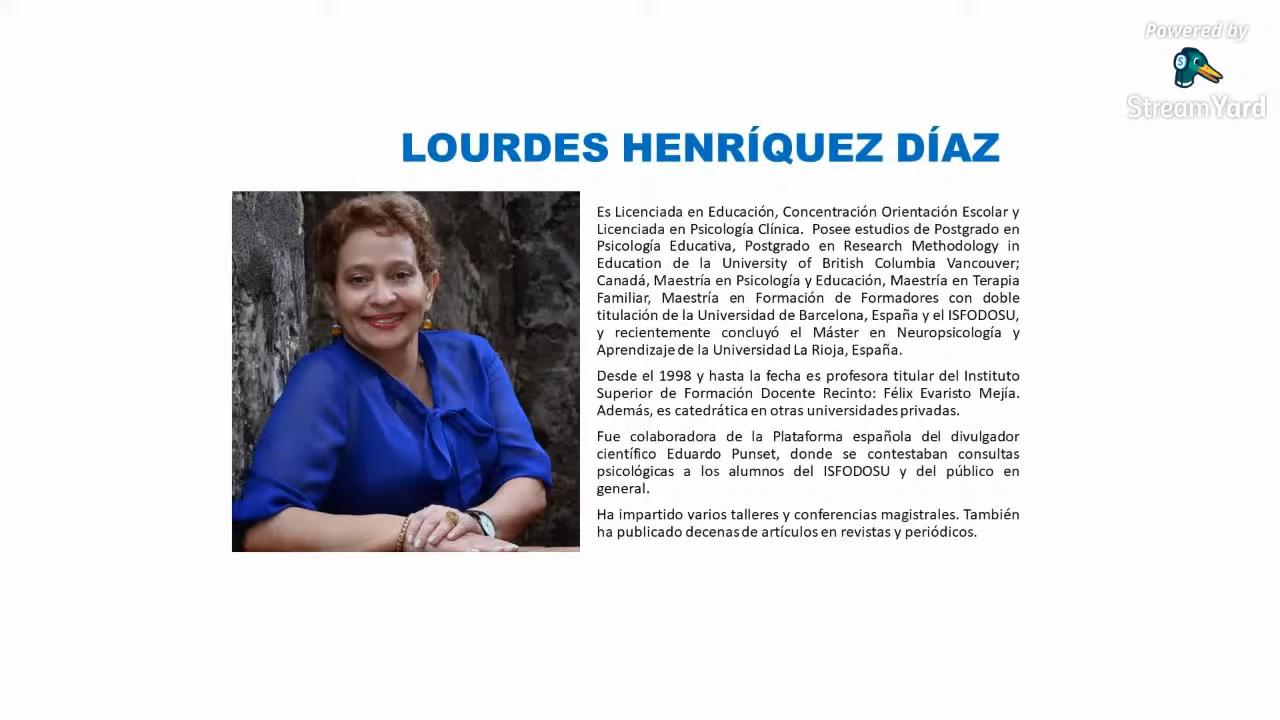 Powered by
StreamYard
LOURDES HENRÍQUEZ DÍAZ
Es Licenciada en Educación, Concentración Orientación Escolar y
Licenciada en Psicología Clínica. Posee estudios de Postgrado en
Psicología Educativa, Postgrado en Research Methodology in
Education de la University of British Columbia Vancouver;
Canadá, Maestría en Psicología y Educación, Maestría en Terapia
Familiar, Maestría en Formación de Formadores con doble
titulación de la Universidad de Barcelona, España y el ISFODOSU,
y recientemente concluyó el Máster en Neuropsicología y
Aprendizaje de la Universidad La Rioja, España.
Desde el 1998 y hasta la fecha es profesora titular del Instituto
Superior de Formación Docente Recinto: Félix Evaristo Mejía.
Además, es catedrática en otras universidades privadas.
Fue colaboradora de la Plataforma española del divulgador
científico Eduardo Punset, donde se contestaban consultas
psicológicas a los alumnos del ISFODOSU y del público en
general.
Ha impartido varios talleres y conferencias magistrales. También
ha publicado decenas de artículos en revistas y periódicos.